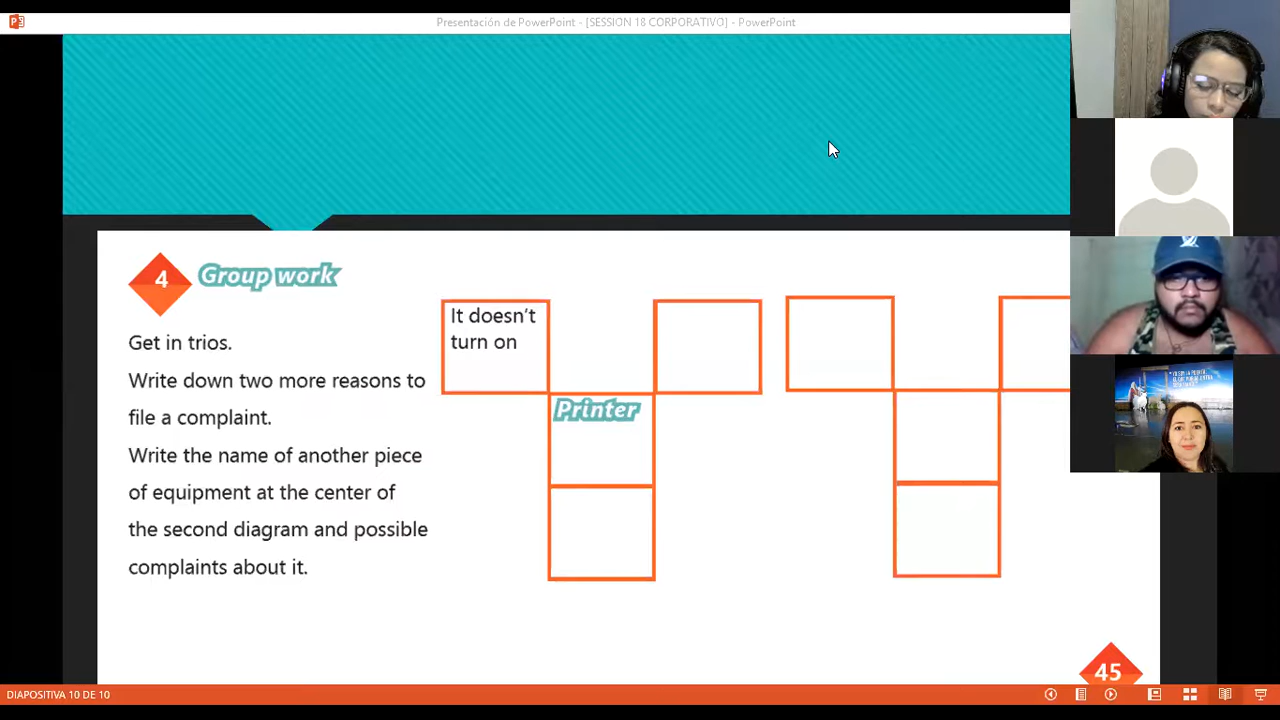 Presentación de PowerPoint - [SESSION 18 CORPORATIVO] - PowerPoint
4
Group work
Get in trios.
Write down two more reasons to
file a complaint.
Write the name of another piece
of equipment at the center of
the second diagram and possible
complaints about it.
It doesn't
turn on
Printer
45
DIAPOSITIVA 10 DE 10